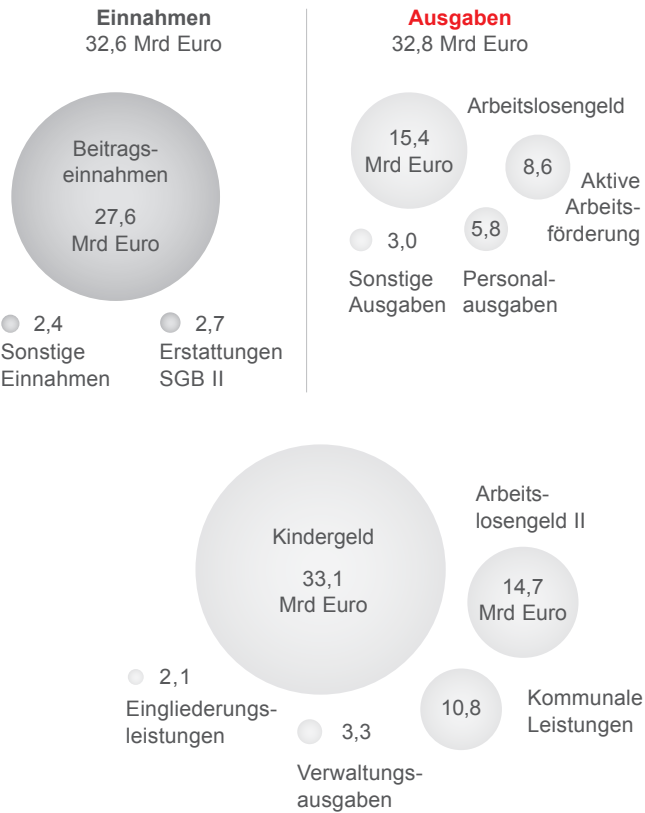 Einnahmen
32,6 Mrd Euro
Beitrags-
einnahmen
27,6
Mrd Euro
2,4
Sonstige
Einnahmen
2,7
Erstattungen
SGB II
Ausgaben
32,8 Mrd Euro
Arbeitslosengeld
15,4
Mrd Euro
8,6
Aktive
Arbeits-
förderung
3,0
Sonstige
Ausgaben
5,8
Personal-
ausgaben
Kindergeld
33,1
Mrd Euro
Arbeits-
losengeld II
14,7
Mrd Euro
2,1
Eingliederungs-
leistungen
3,3
Verwaltungs-
ausgaben
10,8
Kommunale
Leistungen